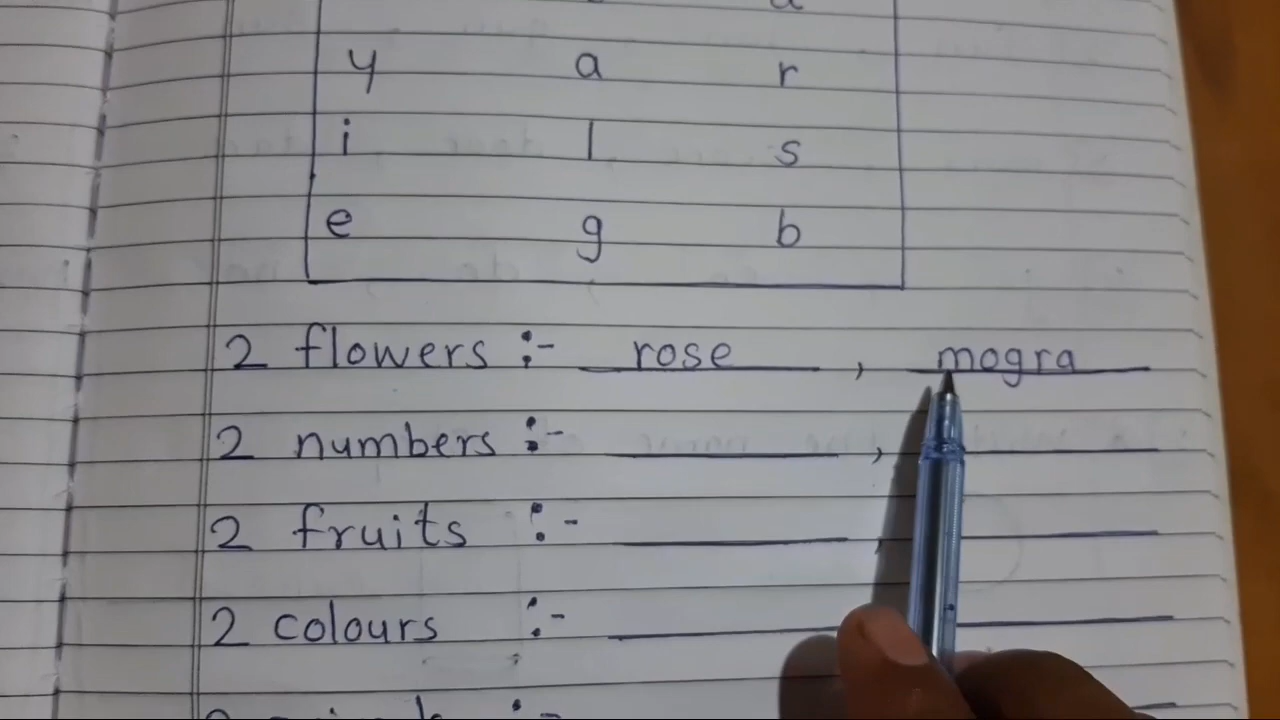 y a r
i l s
e g b
2 flowers :- rose , mogra
2 numbers :- ,
2 fruits :- ,
2 colours :-